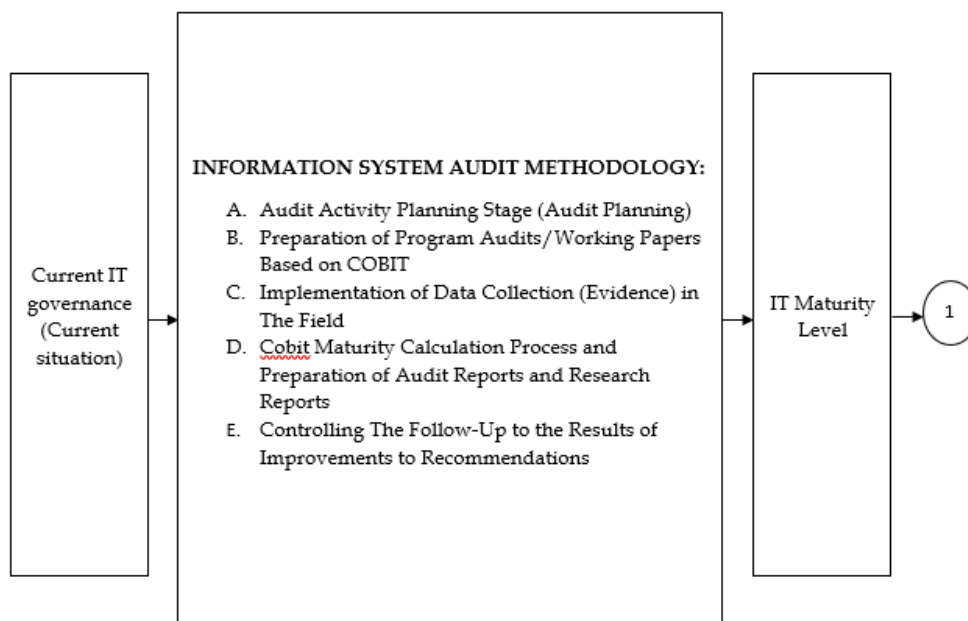 Current IT
governance
(Current
situation)
INFORMATION SYSTEM AUDIT METHODOLOGY:
A. Audit Activity Planning Stage (Audit Planning)
B. Preparation of Program Audits/Working Papers
Based on COBIT
C. Implementation of Data Collection (Evidence) in
The Field
D. Cobit Maturity Calculation Process and
Preparation of Audit Reports and Research
Reports
E. Controlling The Follow-Up to the Results of
Improvements to Recommendations
IT Maturity
Level
1